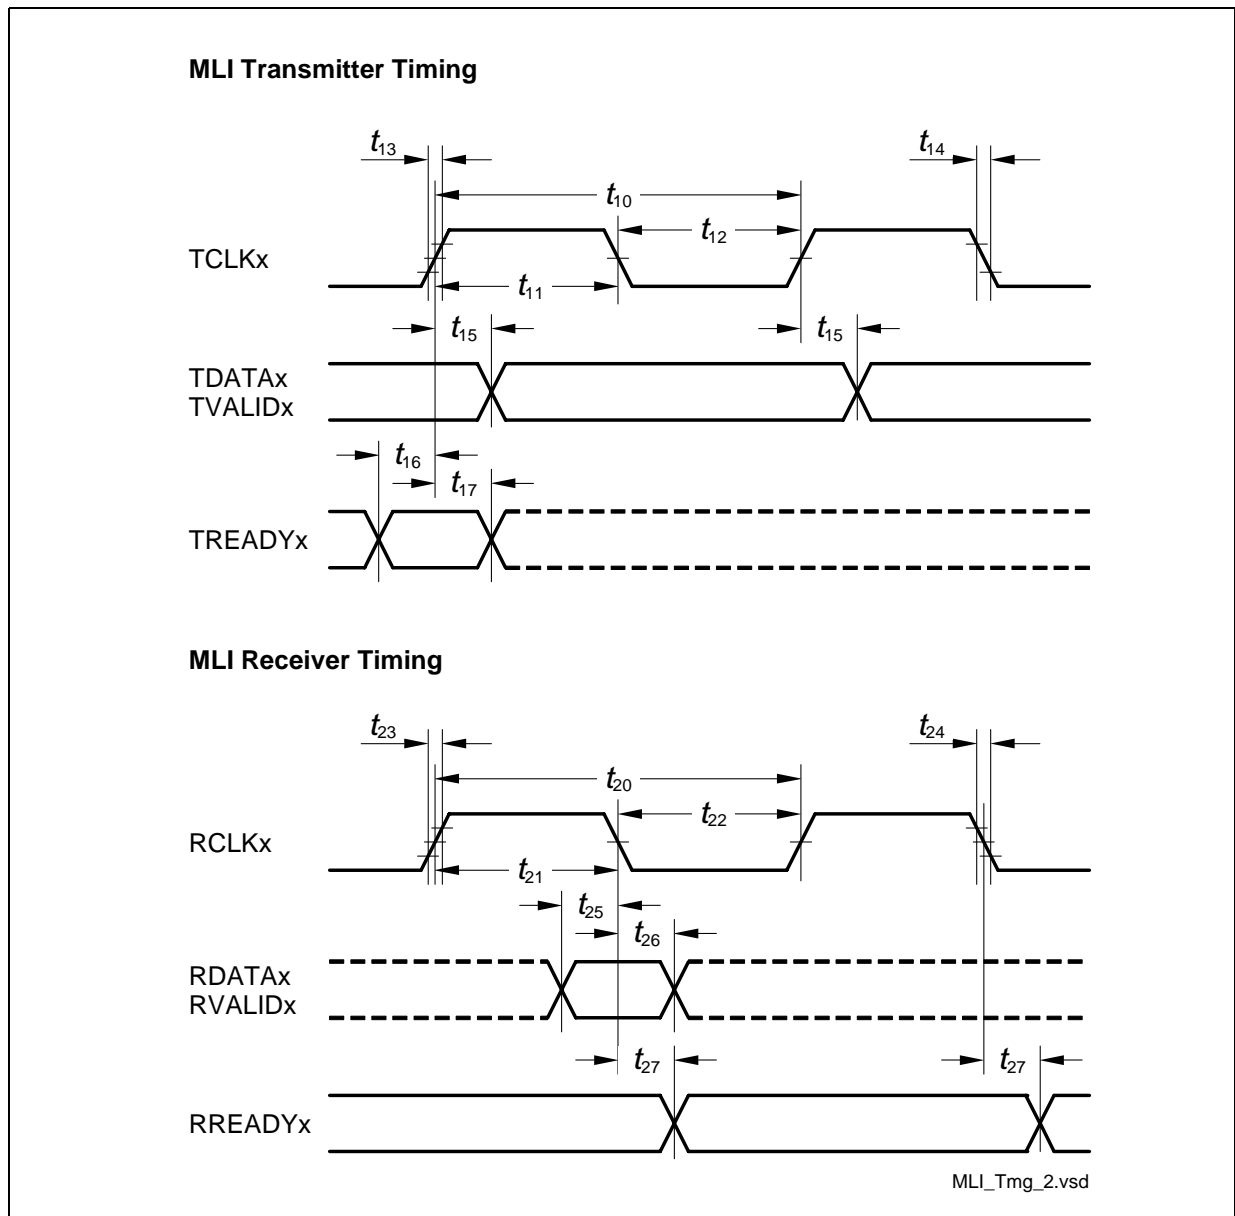 MLI Transmitter Timing
t13
t14
t10
t12
TCLKx
t11
t15
t15
TDATAx
TVALIDx
t16
t17
TREADYx
MLI Receiver Timing
t23
t24
t20
t22
RCLKx
t21
t25
t26
RDATAx
RVALIDx
t27
t27
RREADYx
MLI_Tmg_2.vsd